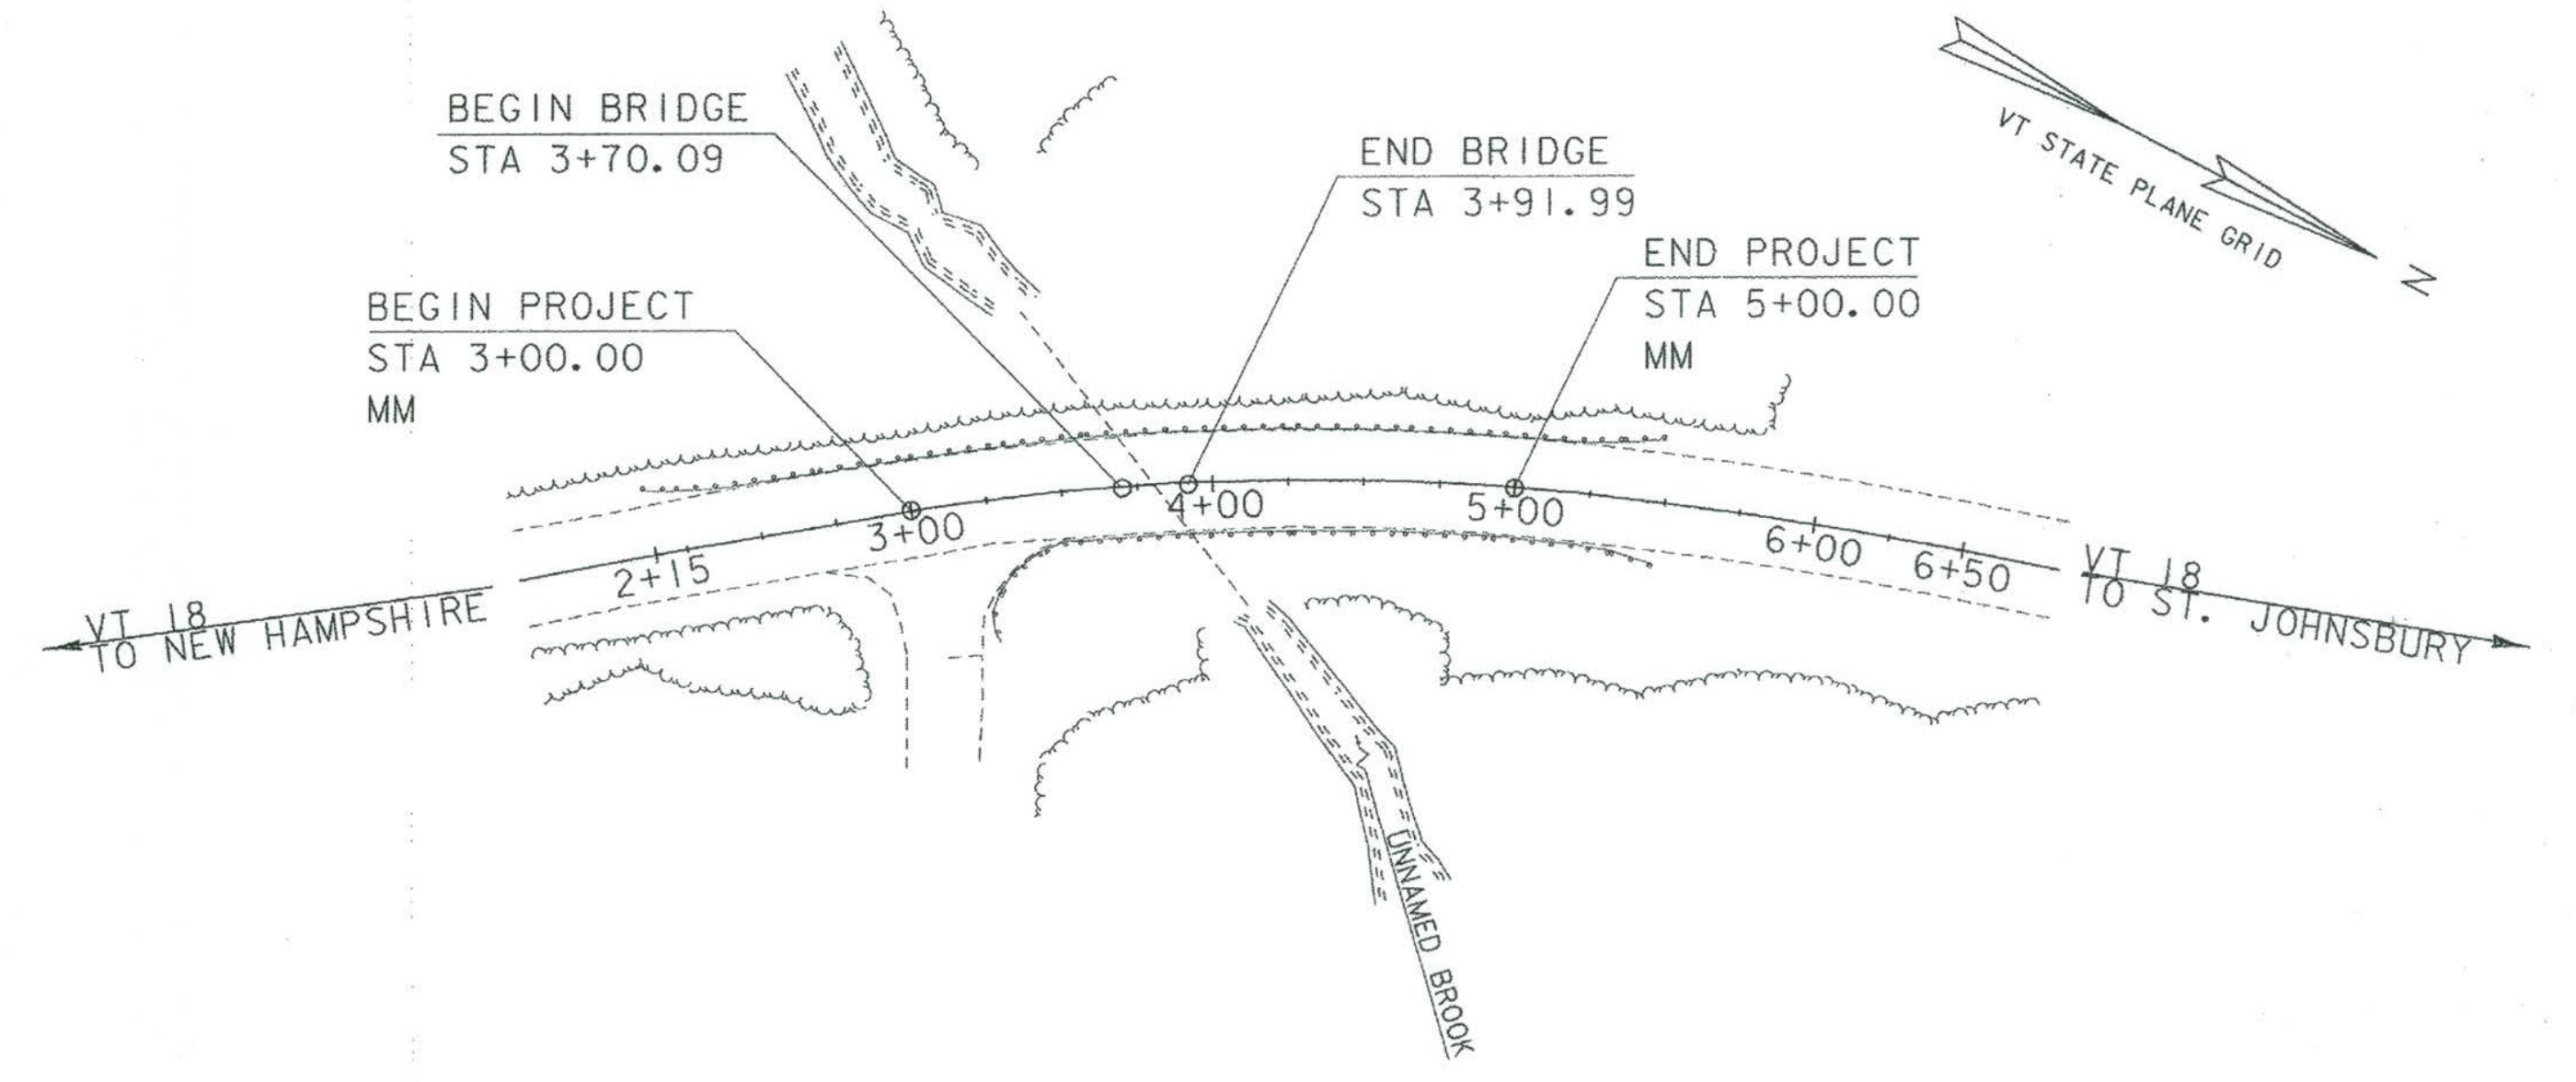 BEGIN BRIDGE
STA 3+70.09
END BRIDGE
STA 3+91.99
VT STATE PLANE GRID
N
END PROJECT
STA 5+00.00
MM
BEGIN PROJECT
STA 3+00.00
MM
2+15
3+00
4+00
5+00
6+00
6+50
VT 18
TO NEW HAMPSHIRE
VT 18
TO ST. JOHNSBURY
UNNAMED BROOK